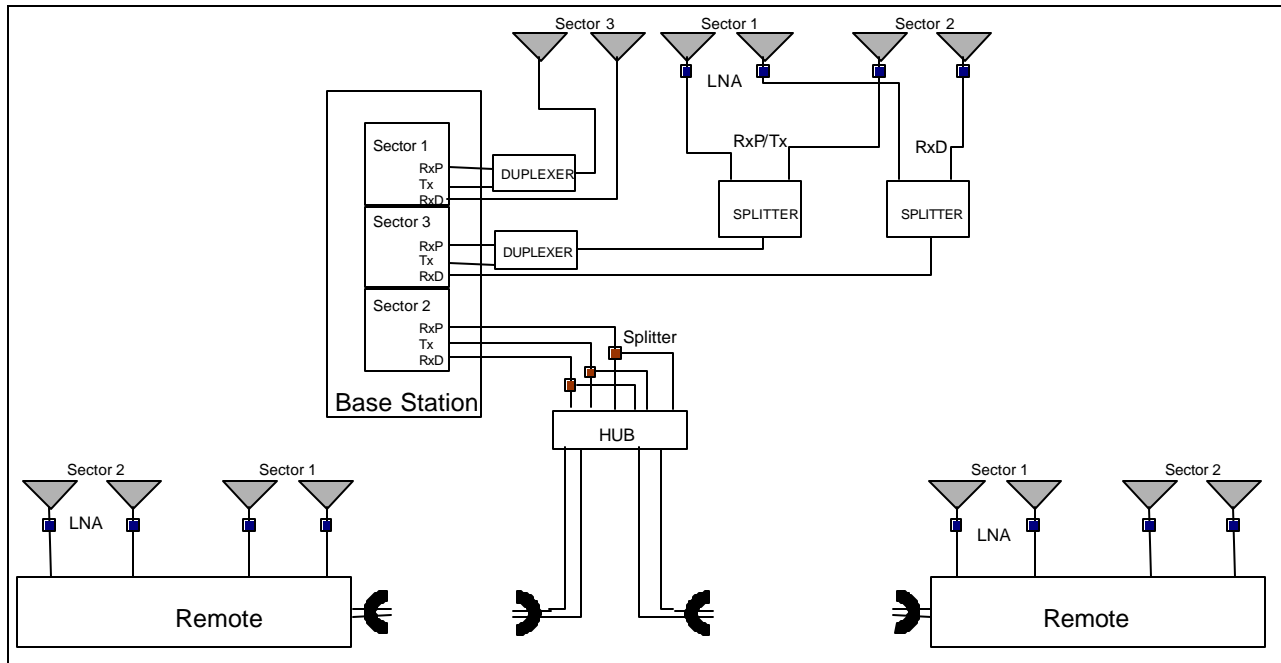 Sector 3
Sector 1
Sector 2
LNA
Sector 1
RxP
Tx
RxD
DUPLEXER
RxP/Tx
RxD
SPLITTER
SPLITTER
Sector 3
RxP
Tx
RxD
DUPLEXER
Sector 2
RxP
Tx
RxD
Splitter
Base Station
HUB
Sector 2
Sector 1
LNA
Remote
Sector 1
Sector 2
LNA
Remote